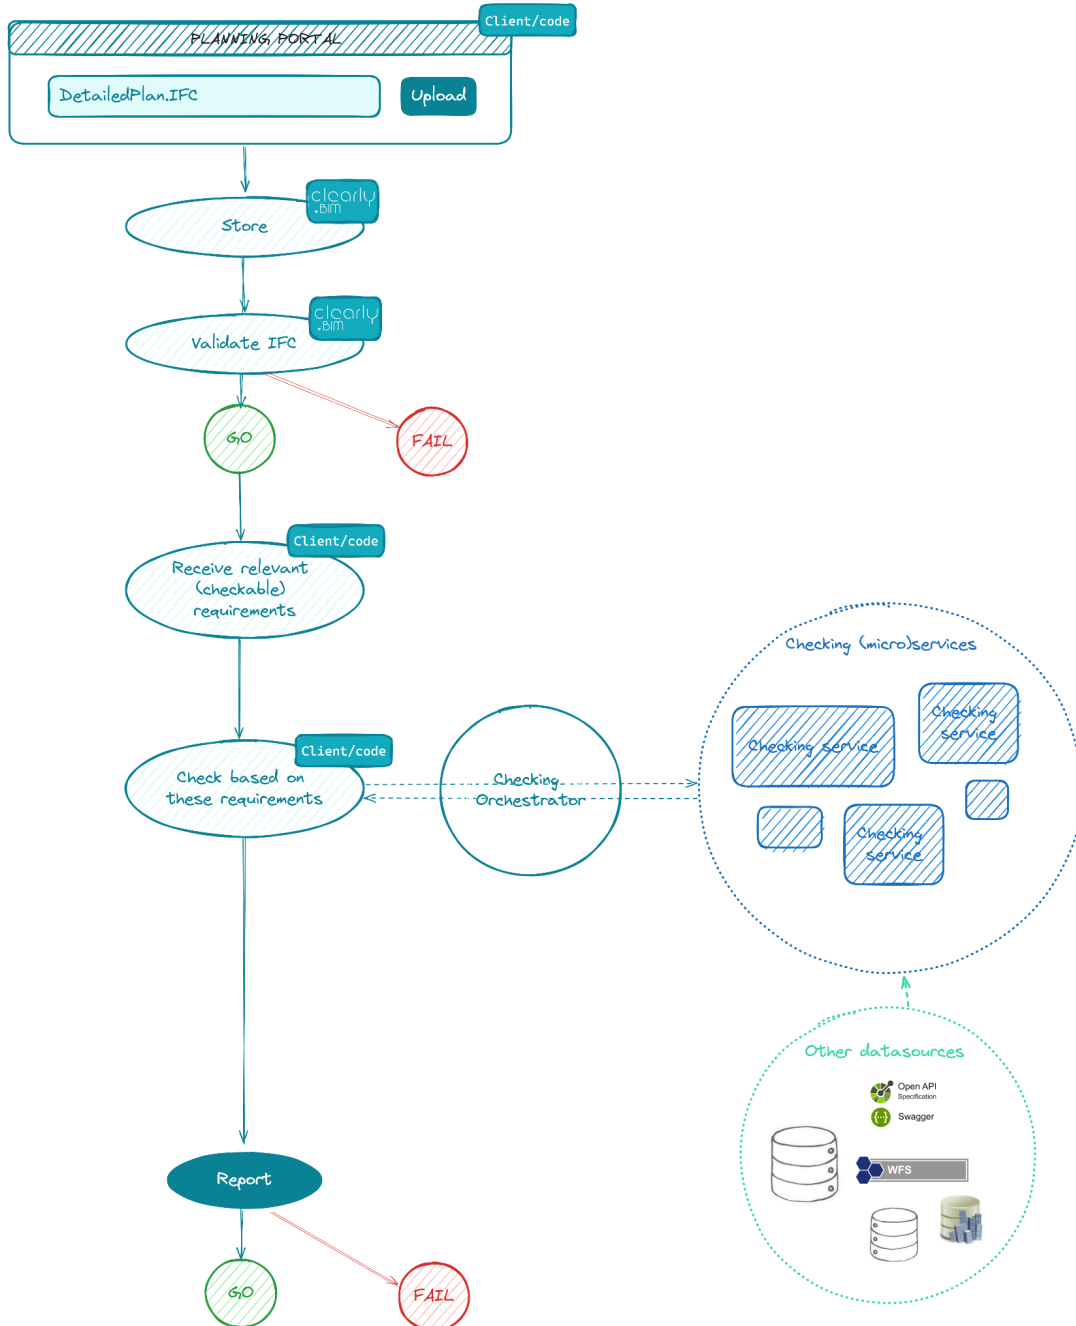 Client/code
PLANNING PORTAL
DetailedPlan.IFC
Upload
clearly
.BIM
Store
clearly
.BIM
Validate IFC
GO
FAIL
Client/code
Receive relevant
(checkable)
requirements
Checking (micro)services
Checking
service
Checking service
Client/code
Check based on
these requirements
Checking
Orchestrator
Checking
service
Other datasources
Open API
Specification
{...}
Swagger
WFS
Report
GO
FAIL